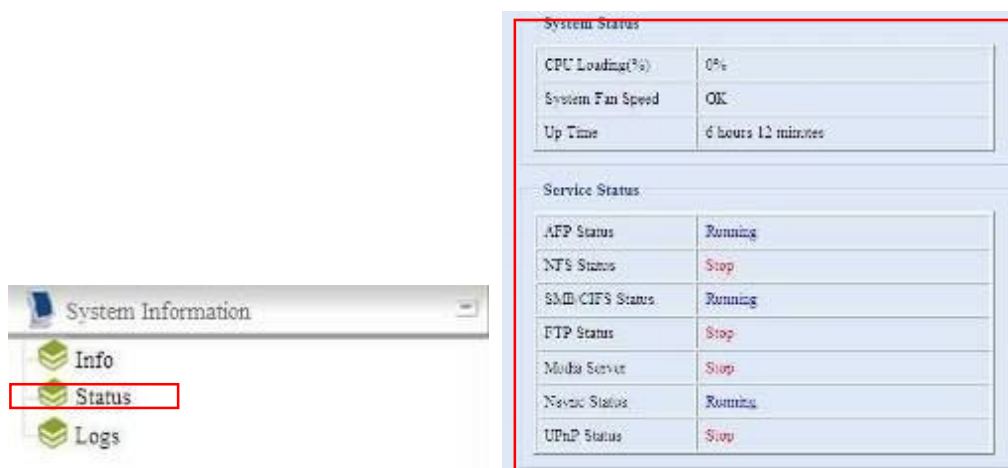 System Information
Info
Status
Logs
System Status
CPU Loading(%) 0%
System Fan Speed OK
Up Time 6 hours 12 minutes
Service Status
AFP Status Running
NFS Status Stop
SMB/CIFS Status Running
FTP Status Stop
Media Server Stop
Nsync Status Running
UPnP Status Stop